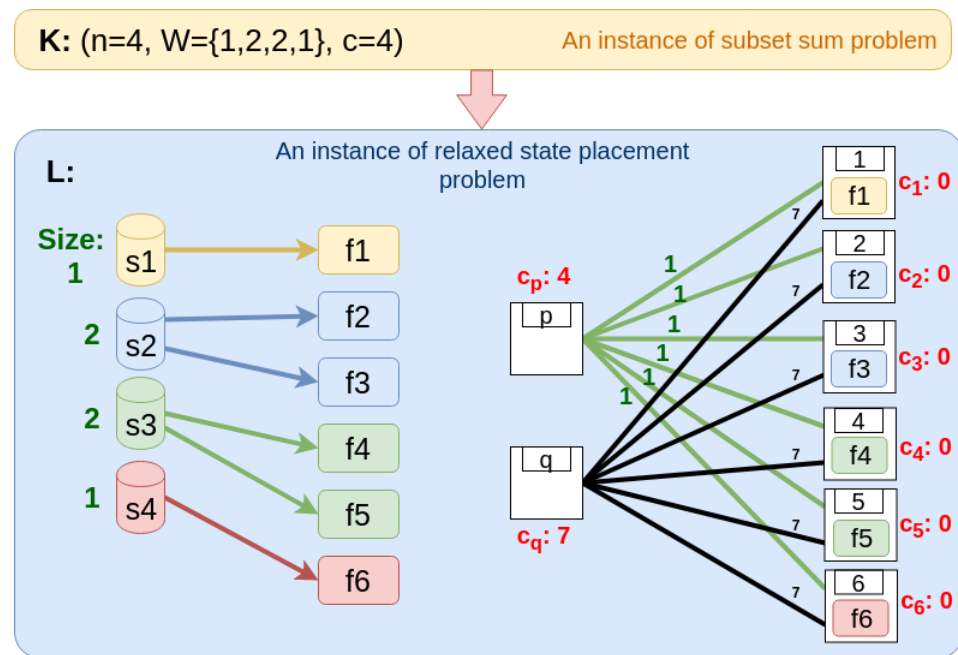 K: (n=4, W={1,2,2,1}, c=4)
An instance of subset sum problem
L:
An instance of relaxed state placement
problem
Size:
1
s1
2
s2
2
s3
1
s4
f1
f2
f3
f4
f5
f6
cp: 4
p
q
cq: 7
1
1
1
1
1
1
7
7
7
7
7
7
1
f1
c1: 0
2
f2
c2: 0
3
f3
c3: 0
4
f4
c4: 0
5
f5
c5: 0
6
f6
c6: 0